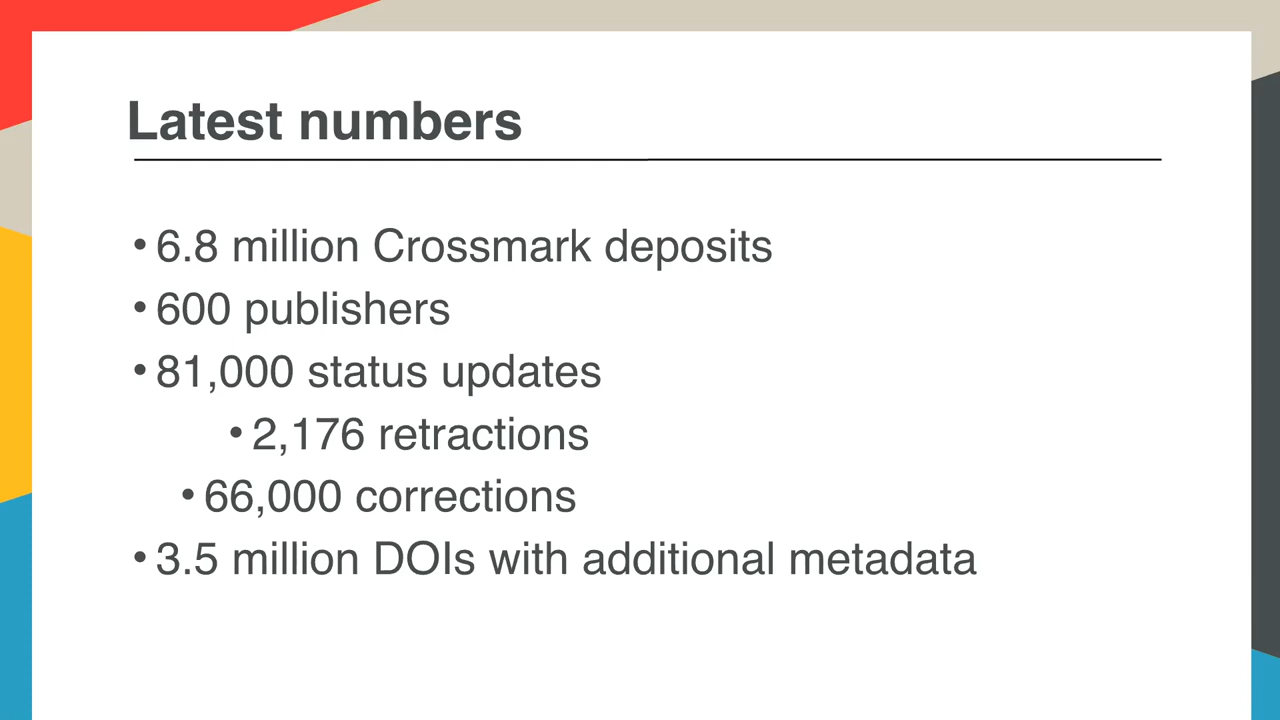 Latest numbers
•6.8 million Crossmark deposits
•600 publishers
•81,000 status updates
•2,176 retractions
•66,000 corrections
•3.5 million DOIs with additional metadata